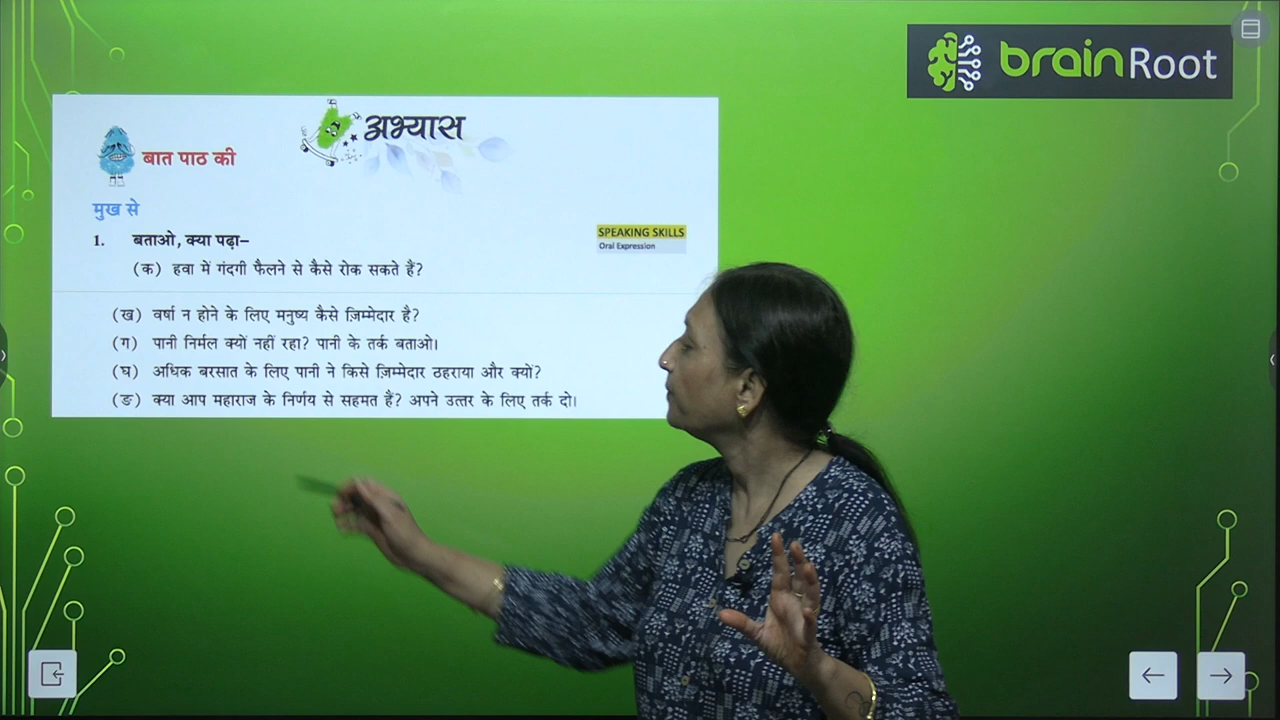 brainRoot
अभ्यास
बात पाठ की
मुख से
1. बताओ, क्या पढ़ा–
SPEAKING SKILLS
Oral Expression
(क) हवा में गंदगी फैलने से कैसे रोक सकते हैं?
(ख) वर्षा न होने के लिए मनुष्य कैसे ज़िम्मेदार है?
(ग) पानी निर्मल क्यों नहीं रहा? पानी के तर्क बताओ।
(घ) अधिक बरसात के लिए पानी ने किसे ज़िम्मेदार ठहराया और क्यों?
(ङ) क्या आप महाराज के निर्णय से सहमत हैं? अपने उत्तर के लिए तर्क दो।